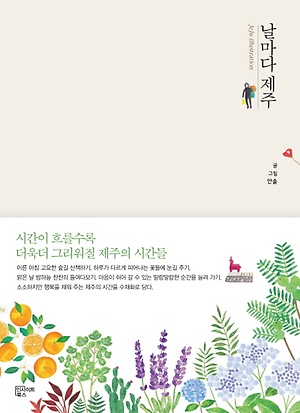 날마다 제주
Jeju illustration
글
그림
안솔
시간이 흐를수록
더욱더 그리워질 제주의 시간들
이른 아침 고요한 숲길 산책하기, 하루가 다르게 피어나는 꽃들에 눈길 주기,
맑은 날 밤하늘 잔잔히 들여다보기, 마음이 쉬어 갈 수 있는 말랑말랑한 순간을 늘려 가기,
소소하지만 행복을 채워 주는 제주의 시간을 수채화로 담다.
인사이트
북스